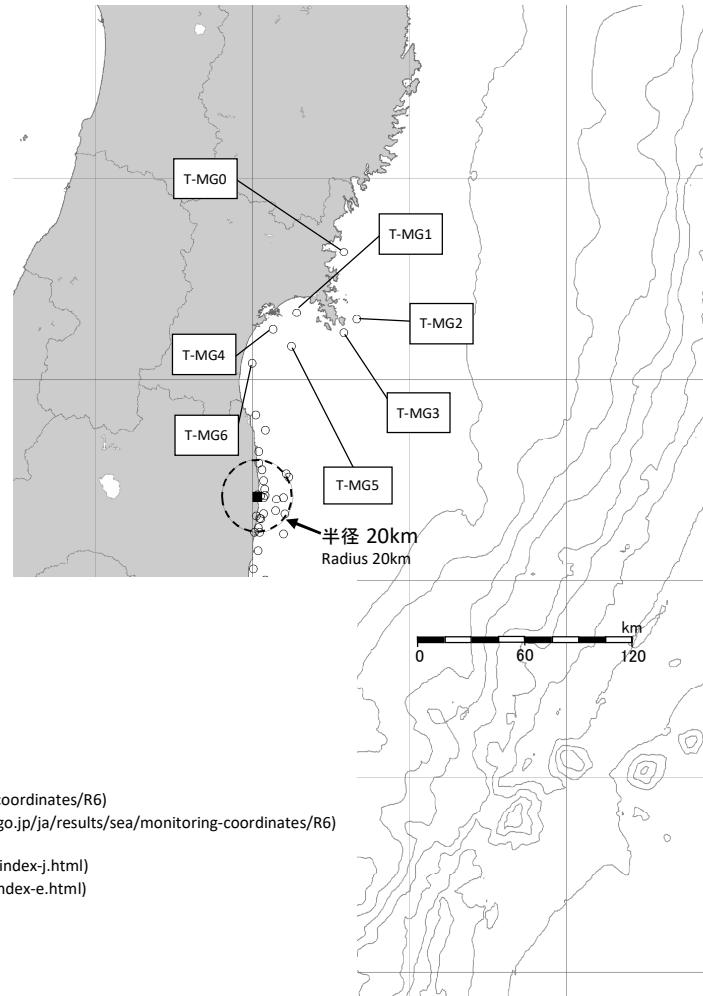 T-MG0
T-MG1
T-MG2
T-MG4
T-MG3
T-MG6
T-MG5
半径 20km
Radius 20km
km
0 60 120
coordinates/R6)
go.jp/ja/results/sea/monitoring-coordinates/R6)
index-j.html)
ndex-e.html)